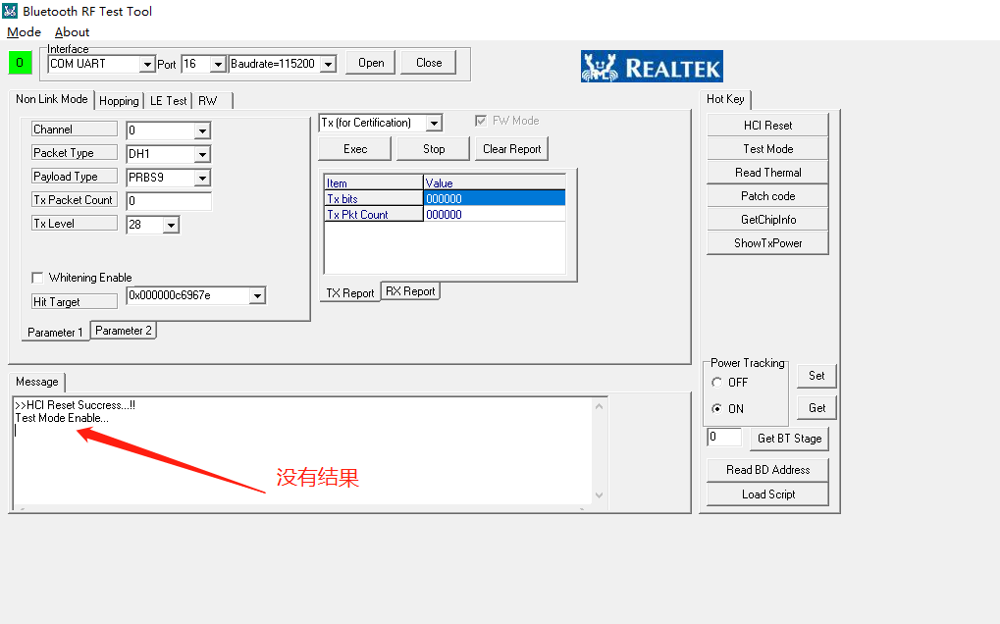 Bluetooth RF Test Tool
Mode About
Interface
0 COM UART Port 16 Baudrate=115200 Open Close
REALTEK
Non Link Mode Hopping LE Test RW
Hot Key
Channel 0
Packet Type DH1
Payload Type PRBS9
Tx Packet Count 0
Tx Level 28
Whitening Enable
Hit Target 0x000000c6967e
Parameter 1 Parameter 2
Tx (for Certification) FW Mode
Exec Stop Clear Report
Item Value
Tx bits 000000
Tx Pkt Count 000000
TX Report RX Report
HCI Reset
Test Mode
Read Thermal
Patch code
GetChipInfo
ShowTxPower
Power Tracking
OFF
ON
Set
Get
0 Get BT Stage
Read BD Address
Load Script
Message
>>HCI Reset Succress...!!
Test Mode Enable...
没有结果